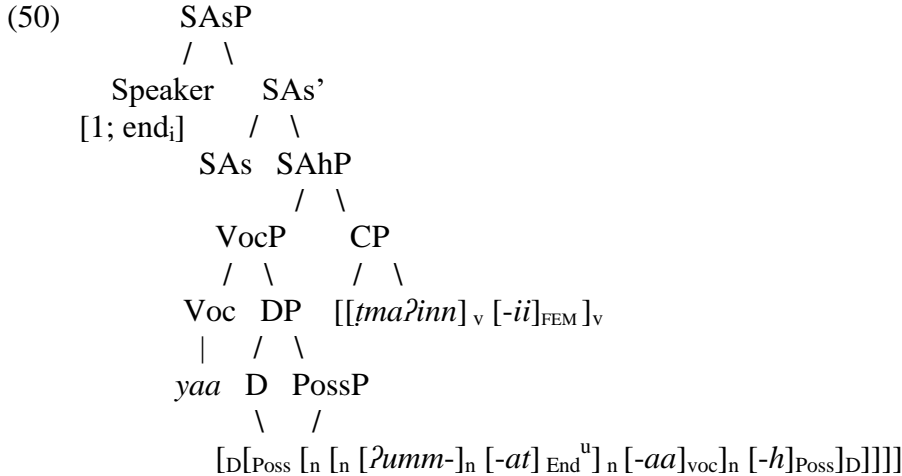 (50) SAsP
/ \
Speaker SAs’
[1; endi] / \
SAs SAhP
/ \
VocP CP
/ \ / \
Voc DP [[ṭmaʔinn] v [-ii]FEM ]v
| / \
yaa D PossP
\ /
[D[Poss [n [n [ʔumm-]n [-at] Endu] n [-aa]voc]n [-h]Poss]D]]]]